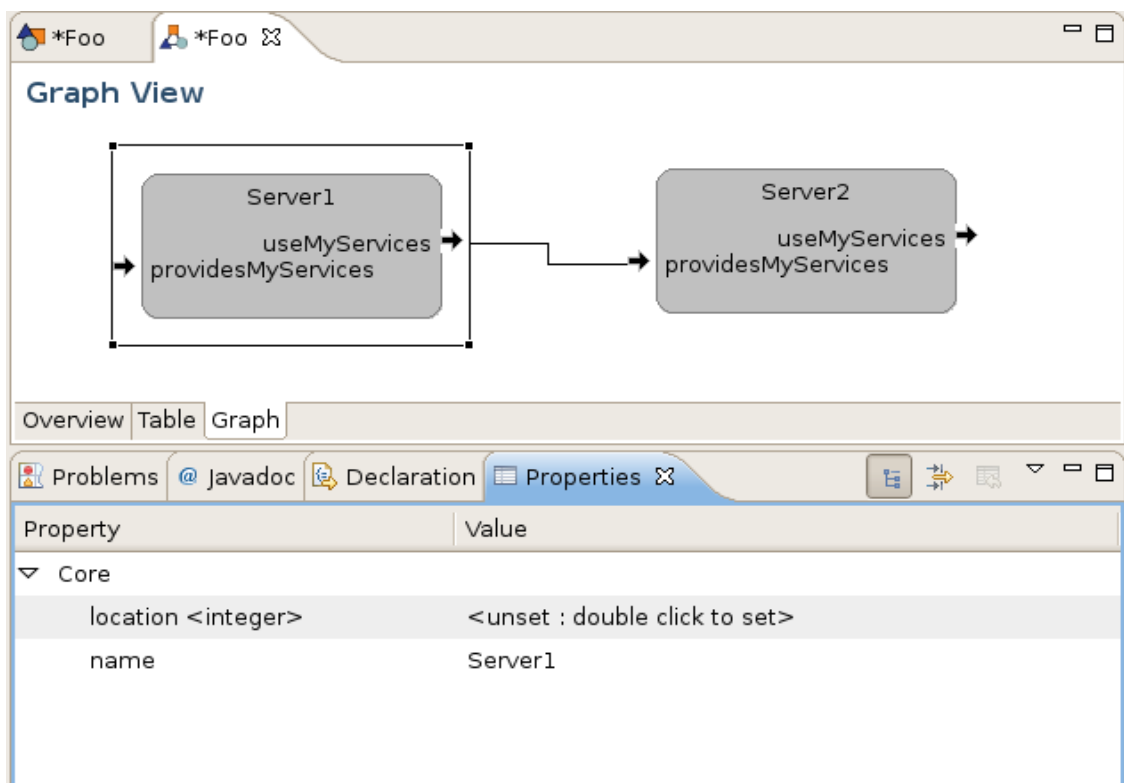 *Foo *Foo
Graph View
Server1
useMyServices
providesMyServices
Server2
useMyServices
providesMyServices
Overview Table Graph
Problems @ Javadoc Declaration Properties
Property Value
Core
location <integer> <unset : double click to set>
name Server1